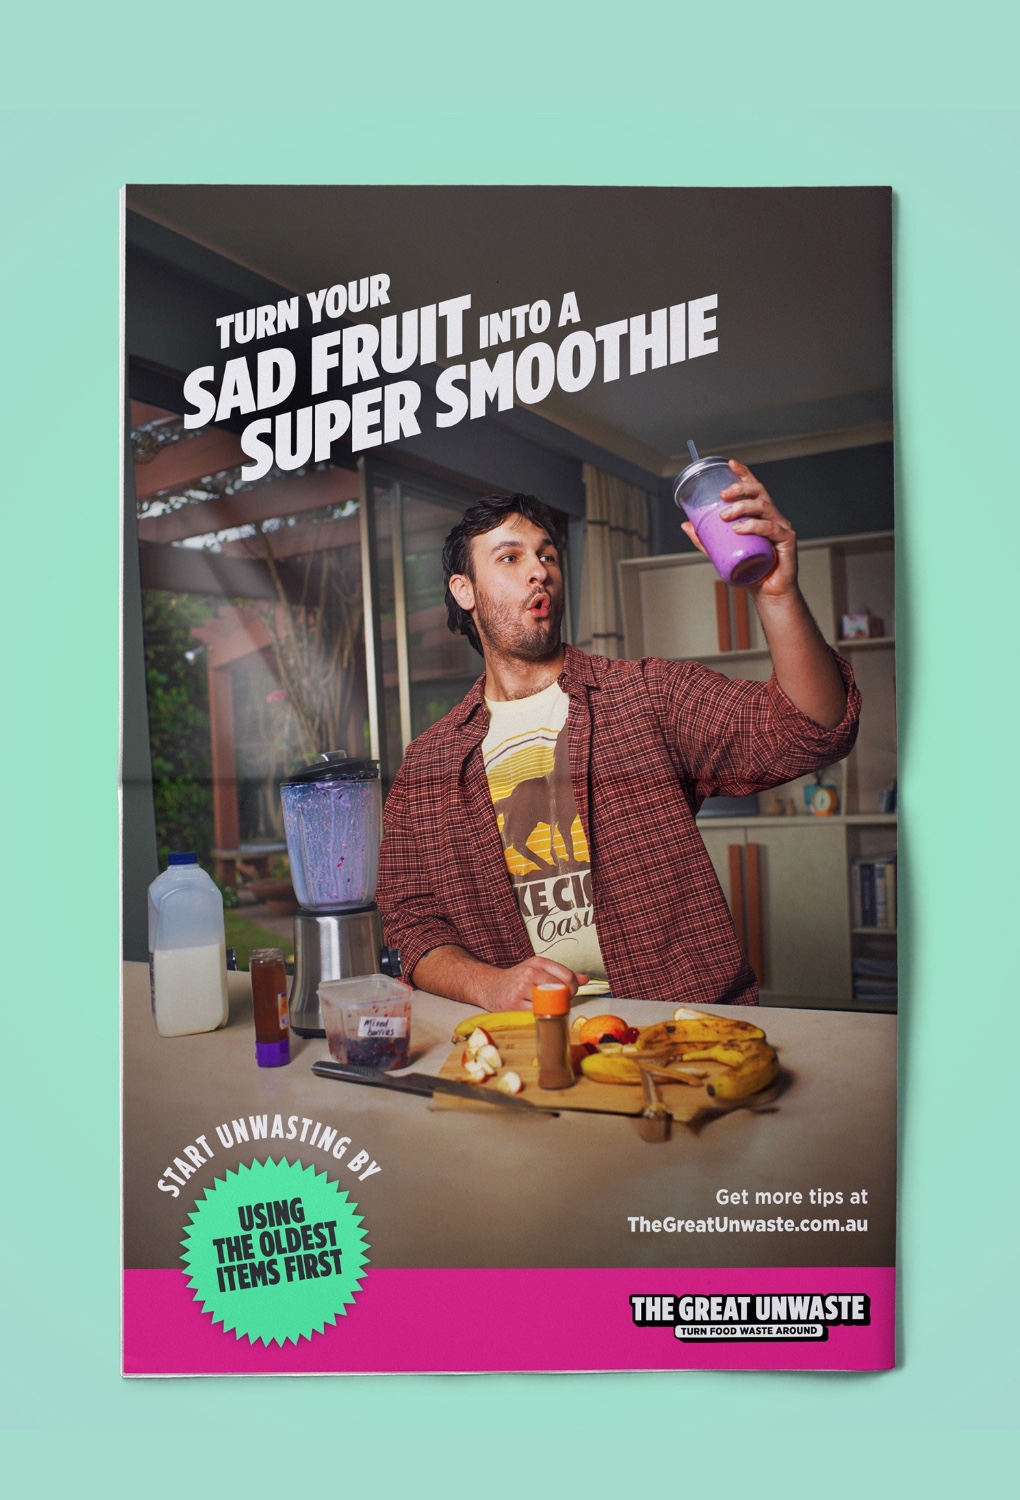 TURN YOUR
SAD FRUIT INTO A
SUPER SMOOTHIE
Mixed
berries
START UNWASTING BY
USING
THE OLDEST
ITEMS FIRST
Get more tips at
TheGreatUnwaste.com.au
THE GREAT UNWASTE
TURN FOOD WASTE AROUND